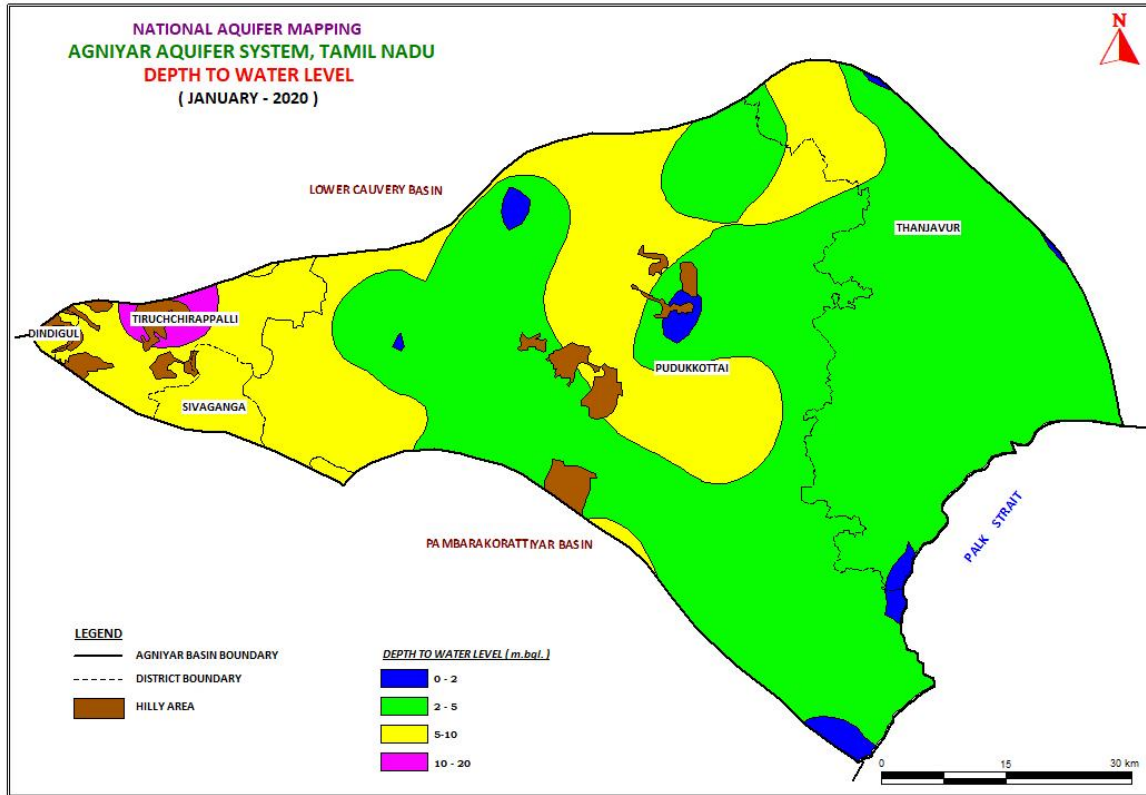 NATIONAL AQUIFER MAPPING
AGNIYAR AQUIFER SYSTEM, TAMIL NADU
DEPTH TO WATER LEVEL
( JANUARY - 2020 )
N
LOWER CAUVERY BASIN
THANJAVUR
TIRUCHCHIRAPPALLI
DINDIGUL
PUDUKKOTTAI
SIVAGANGA
PALK STRAIT
PAMBARAKORATTIYAR BASIN
LEGEND
AGNIYAR BASIN BOUNDARY
DISTRICT BOUNDARY
HILLY AREA
DEPTH TO WATER LEVEL ( m.bgl. )
0 - 2
2 - 5
5-10
10 - 20
0 15 30 km